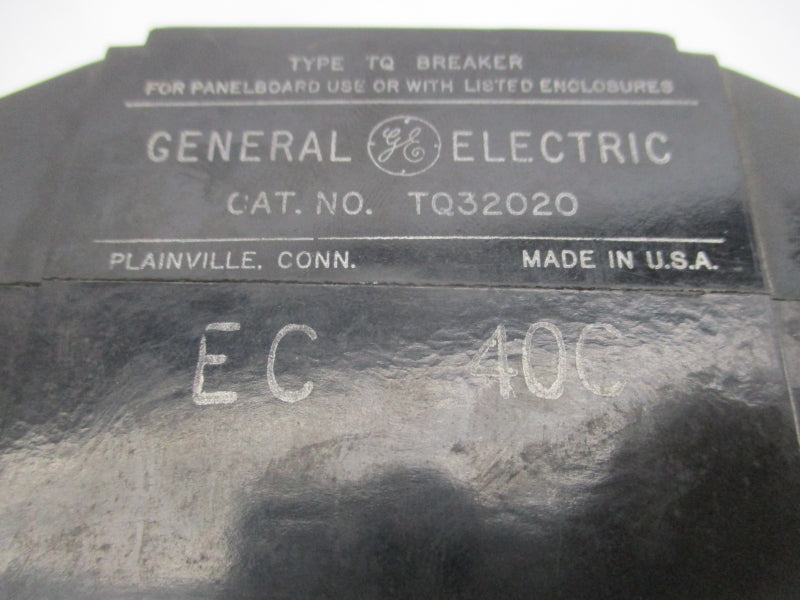 TYPE TQ BREAKER
FOR PANELBOARD USE OR WITH LISTED ENCLOSURES
GENERAL GE ELECTRIC
CAT. NO. TQ32020
PLAINVILLE, CONN. MADE IN U.S.A.
EC 40C